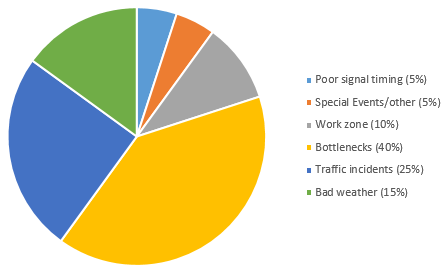 Poor signal timing (5%)
Special Events/other (5%)
Work zone (10%)
Bottlenecks (40%)
Traffic incidents (25%)
Bad weather (15%)